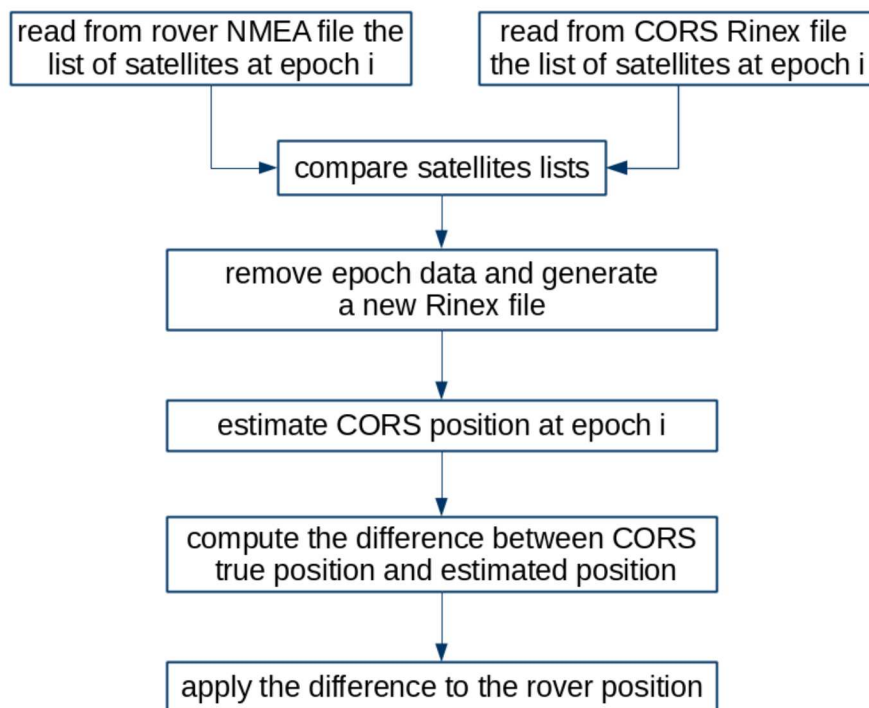 read from rover NMEA file the
list of satellites at epoch i
read from CORS Rinex file
the list of satellites at epoch i
compare satellites lists
remove epoch data and generate
a new Rinex file
estimate CORS position at epoch i
compute the difference between CORS
true position and estimated position
apply the difference to the rover position